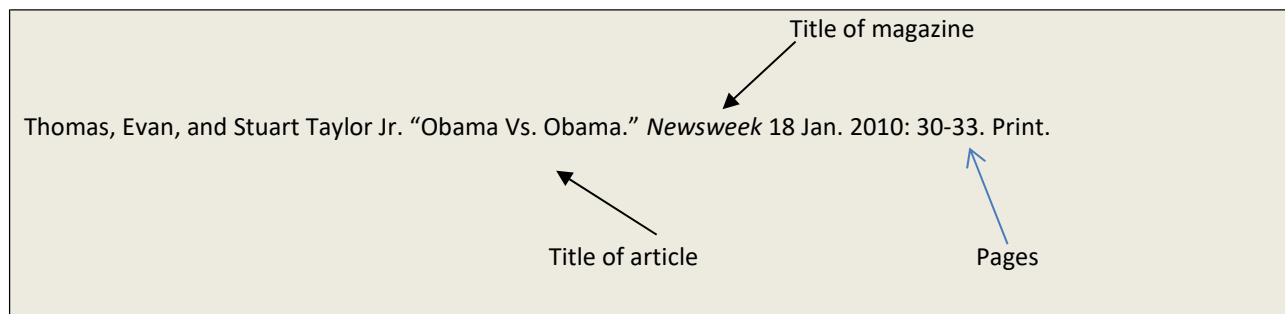 Title of magazine
Thomas, Evan, and Stuart Taylor Jr. “Obama Vs. Obama.” Newsweek 18 Jan. 2010: 30-33. Print.
Title of article
Pages